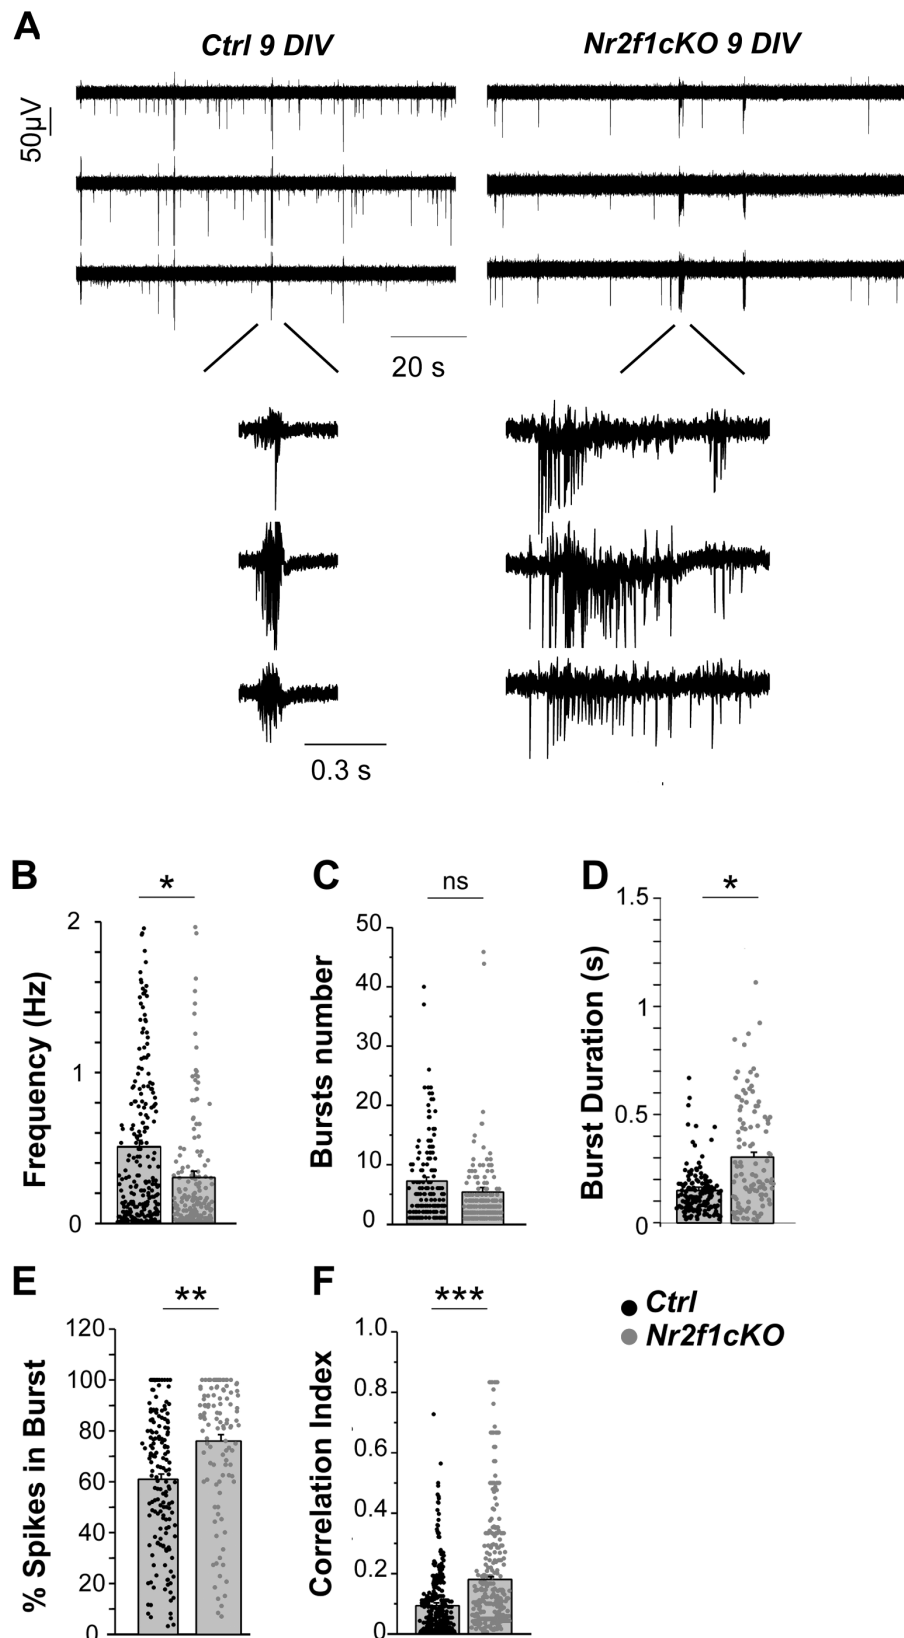 A
Ctrl 9 DIV
Nr2f1cKO 9 DIV
50µV
20 s
0.3 s
B
*
Frequency (Hz)
2
1
0
C
ns
Bursts number
50
40
30
20
10
0
D
*
Burst Duration (s)
1.5
1
0.5
0
E
**
% Spikes in Burst
120
100
80
60
40
20
0
F
***
Correlation Index
1.0
0.8
0.6
0.4
0.2
0
Ctrl
Nr2f1cKO